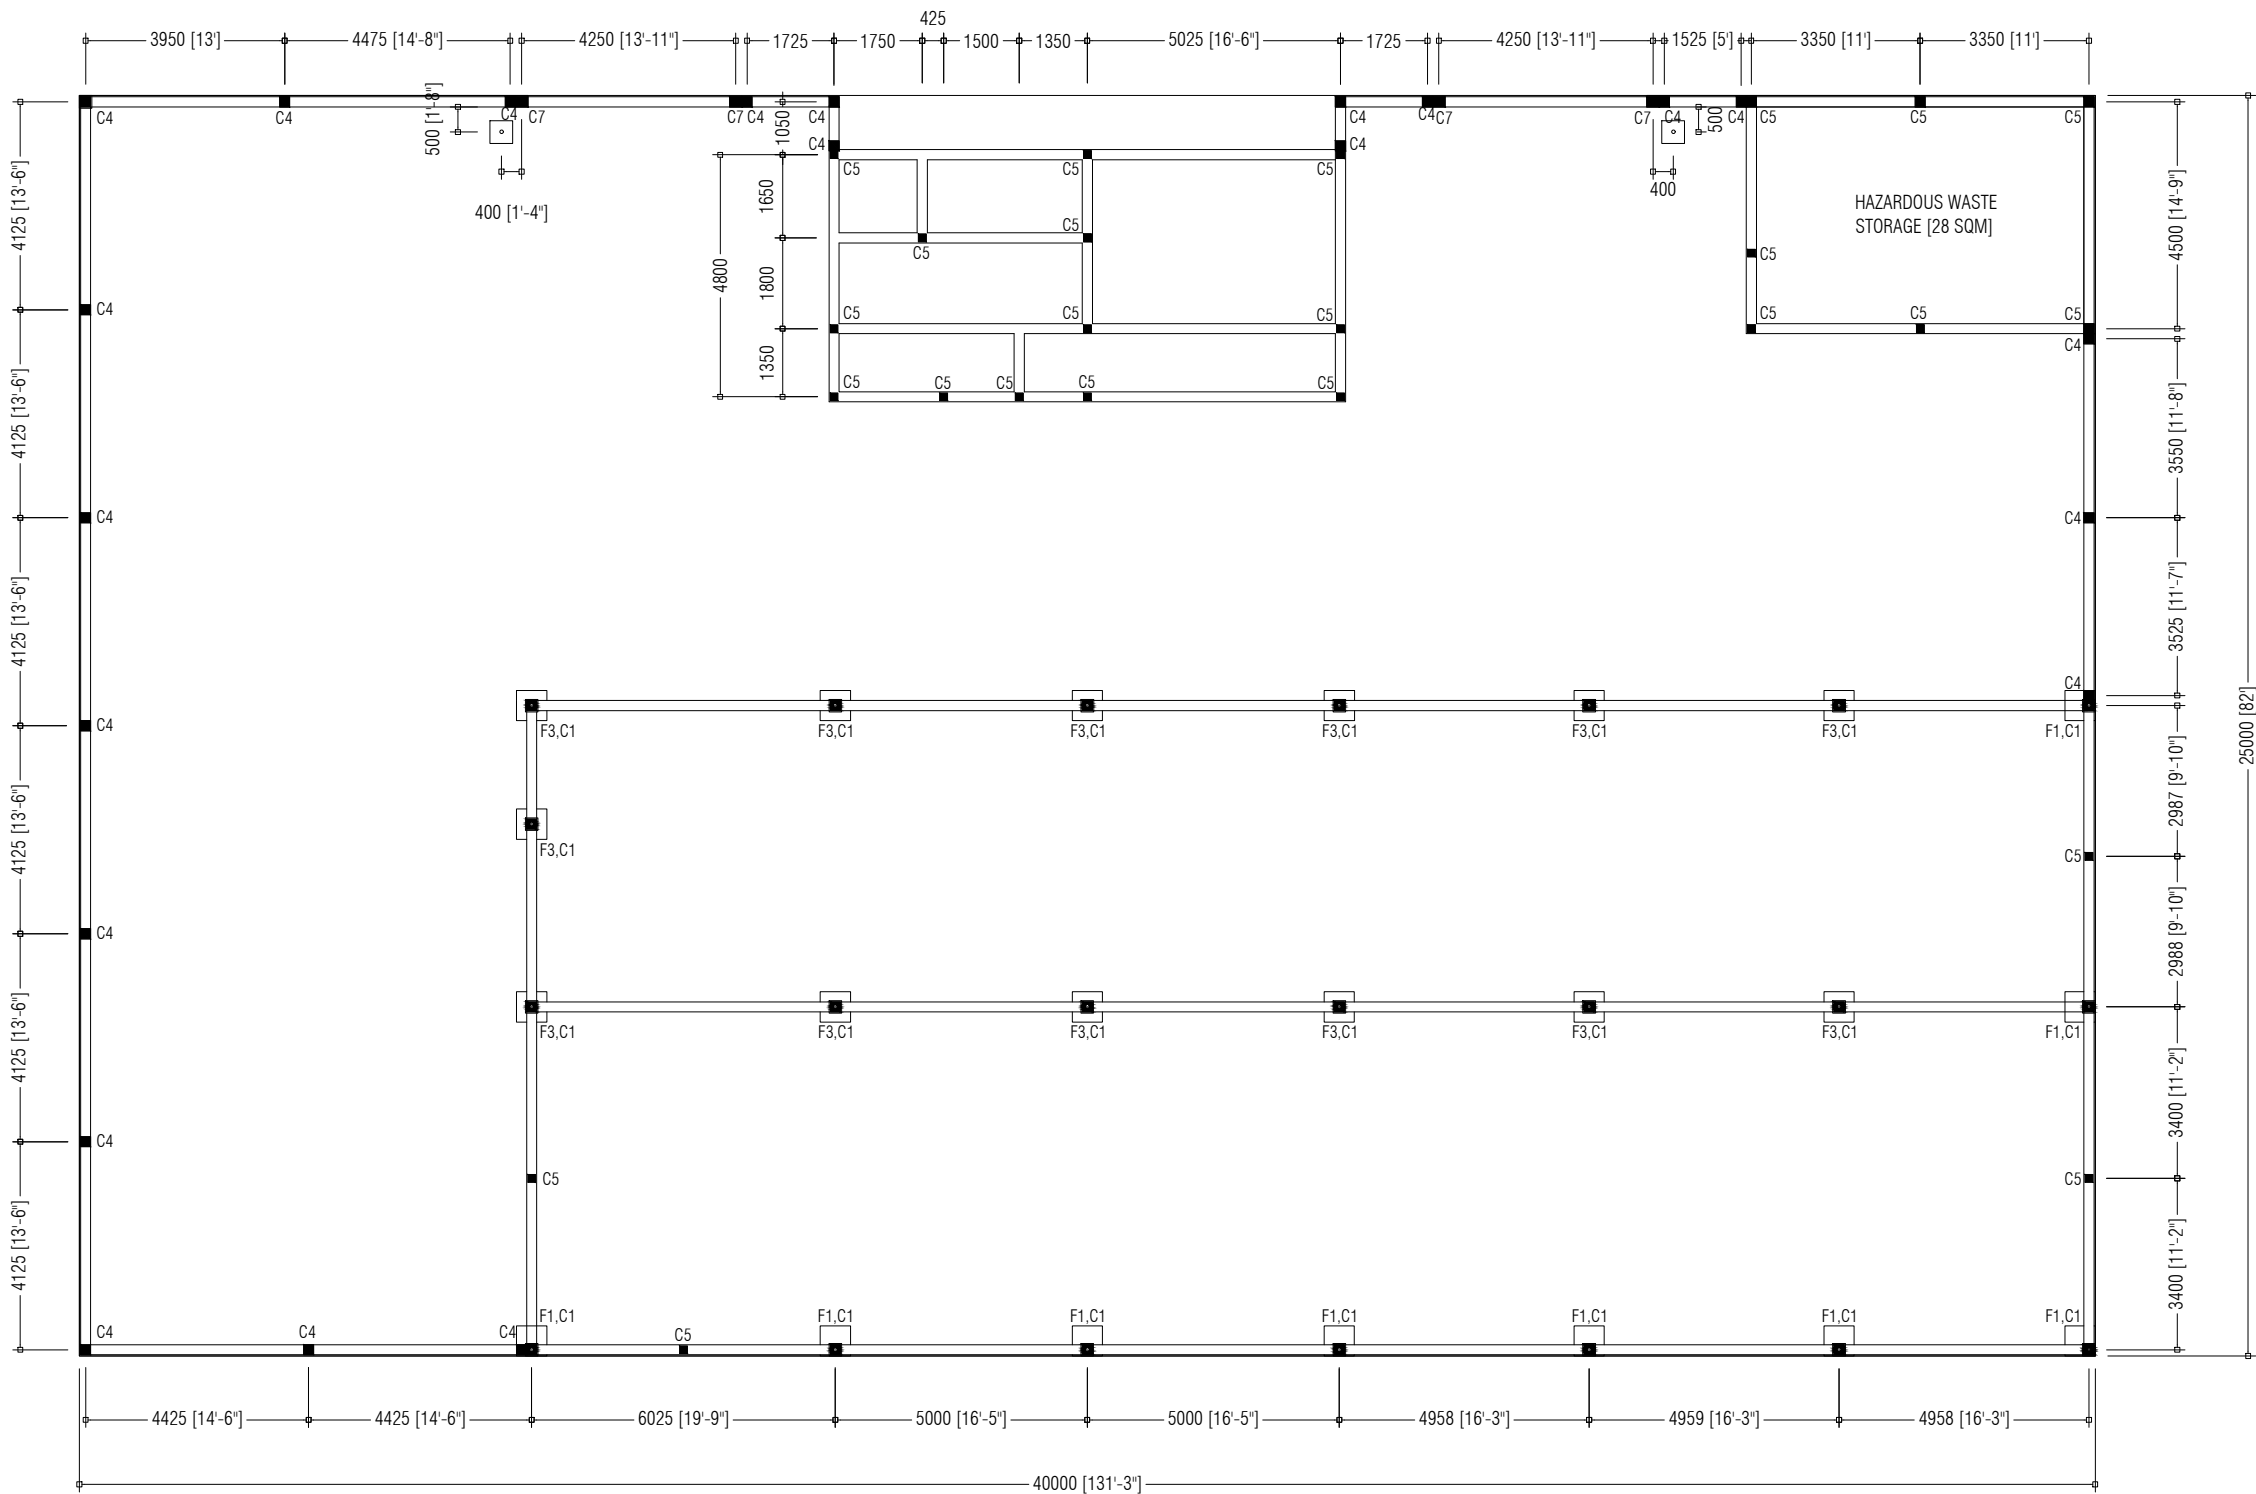 425
3950 [13']
4475 [14'-8"]
4250 [13'-11"]
1725
1750
1500
1350
5025 [16'-6"]
1725
4250 [13'-11"]
1525 [5']
3350 [11']
3350 [11']
C4
C4
C4
C7
C7
C4
C4
C4
C4
C7
C7
C4
C4
C5
C5
C5
500 [1'-8"]
1050
500
C4
C4
400 [1'-4"]
400
C5
C5
C5
HAZARDOUS WASTE
STORAGE [28 SQM]
4125 [13'-6"]
1650
4500 [14'-9"]
C5
C5
C5
4800
1800
C4
C5
C5
C5
C5
C5
C5
C4
1350
C5
C5
C5
C5
C5
4125 [13'-6"]
3550 [11'-8"]
C4
C4
4125 [13'-6"]
3525 [11'-7"]
C4
25000 [82']
C4
F3,C1
F3,C1
F3,C1
F3,C1
F3,C1
F3,C1
F1,C1
4125 [13'-6"]
2987 [9'-10"]
F3,C1
C5
C4
2988 [9'-10"]
F3,C1
F3,C1
F3,C1
F3,C1
F3,C1
F3,C1
F1,C1
4125 [13'-6"]
3400 [11'-2"]
C4
C5
C5
4125 [13'-6"]
3400 [11'-2"]
C4
C4
C4
F1,C1
C5
F1,C1
F1,C1
F1,C1
F1,C1
F1,C1
F1,C1
4425 [14'-6"]
4425 [14'-6"]
6025 [19'-9"]
5000 [16'-5"]
5000 [16'-5"]
4958 [16'-3"]
4959 [16'-3"]
4958 [16'-3"]
40000 [131'-3"]